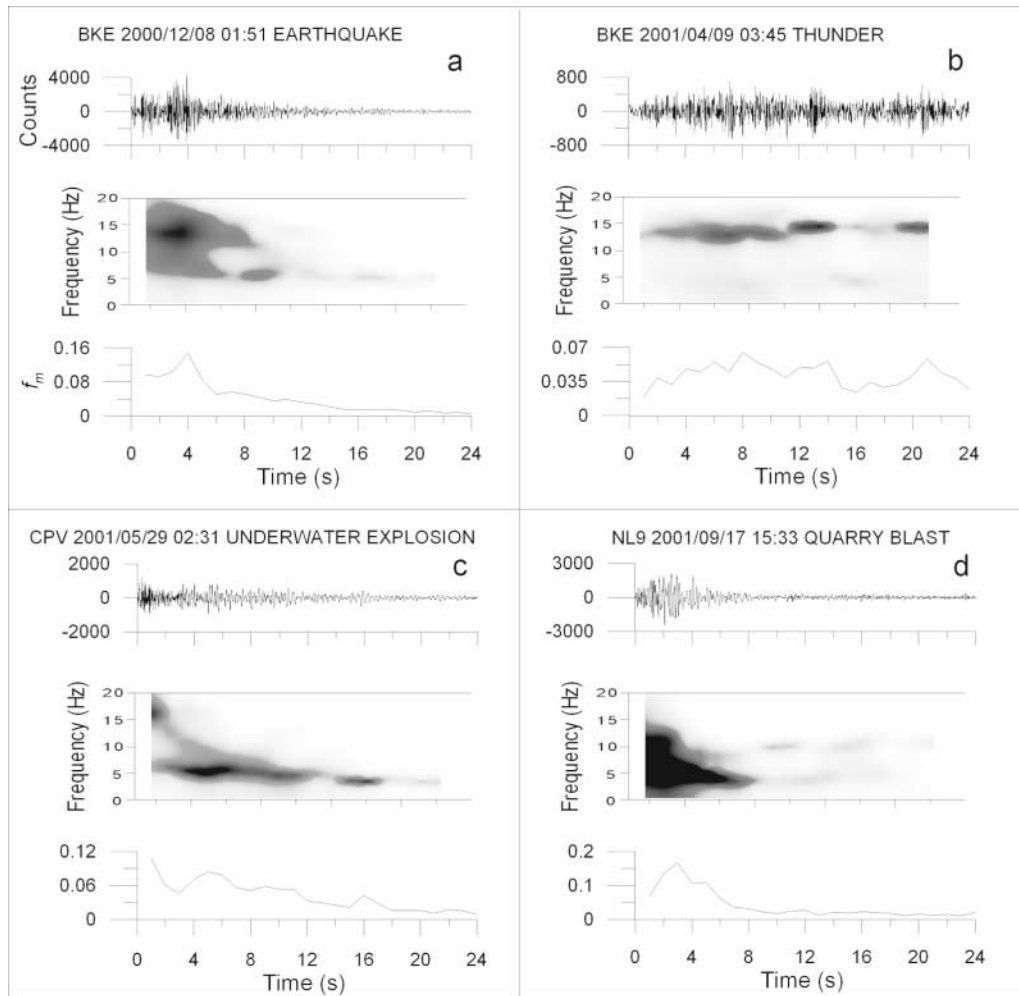 BKE 2000/12/08 01:51 EARTHQUAKE
a
4000
0
-4000
Counts
20
15
10
5
0
Frequency (Hz)
0.16
0.08
0
fm
0 4 8 12 16 20 24
Time (s)
BKE 2001/04/09 03:45 THUNDER
b
800
0
-800
20
15
10
5
0
Frequency (Hz)
0.07
0.035
0
0 4 8 12 16 20 24
Time (s)
CPV 2001/05/29 02:31 UNDERWATER EXPLOSION
c
2000
0
-2000
20
15
10
5
0
Frequency (Hz)
0.12
0.06
0
0 4 8 12 16 20 24
Time (s)
NL9 2001/09/17 15:33 QUARRY BLAST
d
3000
0
-3000
20
15
10
5
0
Frequency (Hz)
0.2
0.1
0
0 4 8 12 16 20 24
Time (s)